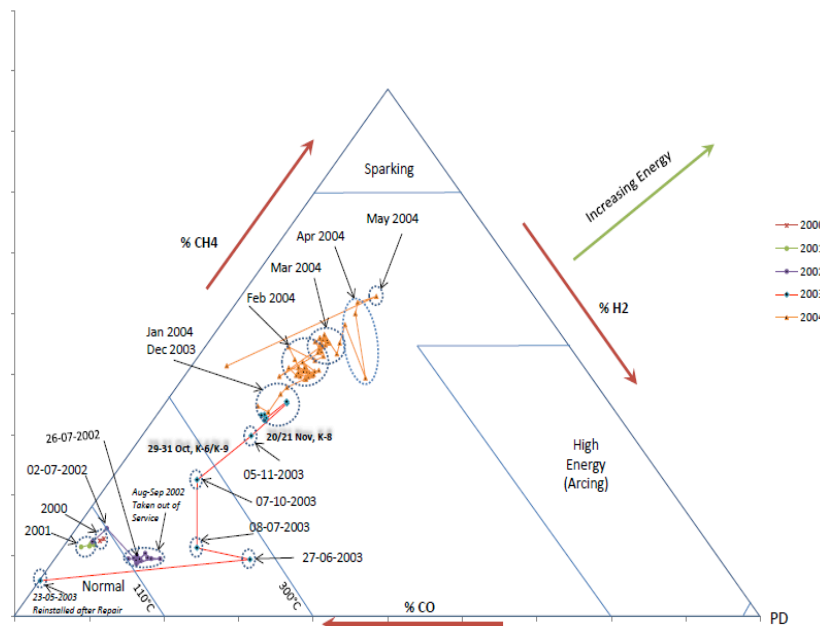 Sparking
Increasing Energy
% CH4
May 2004
Apr 2004
Mar 2004
Feb 2004
% H2
2000
2001
2002
2003
2004
Jan 2004
Dec 2003
26-07-2002
29-31 Oct, K-6/K-9
20/21 Nov, K-8
02-07-2002
05-11-2003
High
Energy
(Arcing)
Aug-Sep 2002
Taken out of
Service
07-10-2003
2000
2001
08-07-2003
27-06-2003
Normal
110°C
300°C
23-05-2003
Reinstalled after Repair
% CO
PD